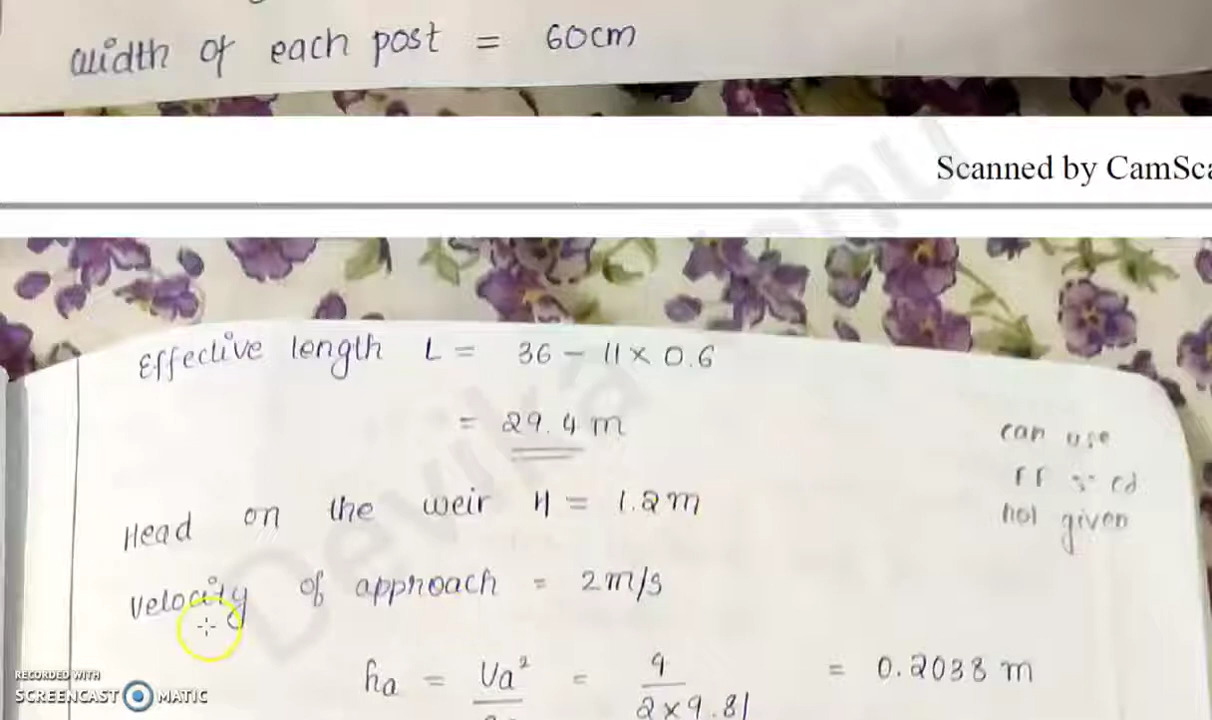 width of each post = 60cm
Scanned by CamSca
Effective length L = 36 - 11 × 0.6
= 29.4 m
can use
not given
Head on the weir H = 1.2m
velocity of approach = 2m/s
ha = Va² = 4 / 2 × 9.81 = 0.2038 m
RECORDED WITH
SCREENCAST MATIC